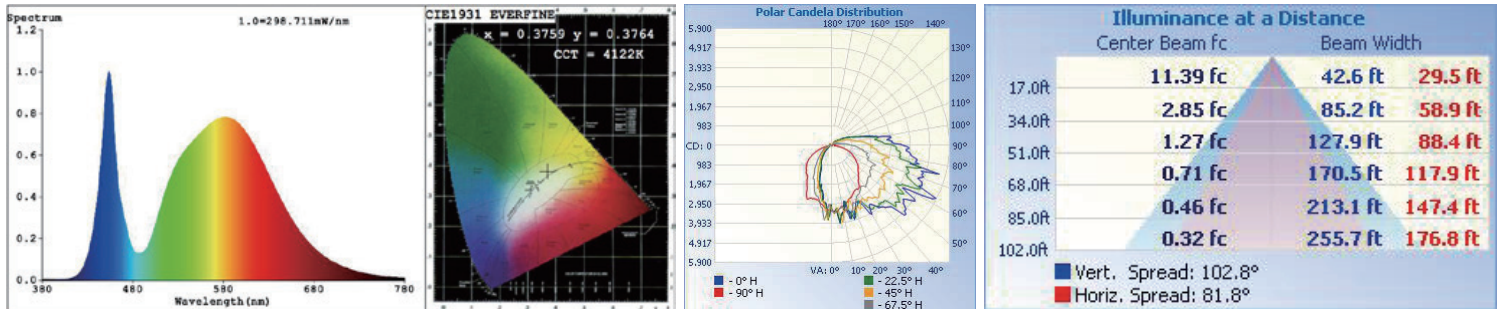 Spectrum
1.0=298.711mW/nm
1.2
1.0
0.8
0.6
0.4
0.2
0.0
380 480 580 680 780
Wavelength(nm)
CIE1931 EVERFINE
x = 0.3759 y = 0.3764
CCT = 4122K
Polar Candela Distribution
180° 170° 160° 140°
5.900
4,917
3.933
2,950
1,967
983
CD: 0
983
1,967
2.950
3,933
4.917
5.900
130°
120°
110°
100°
90°
80°
70°
60°
50°
VA: 0° 10° 20° 30° 40°
- 0° H
- 90° H
- 22.5° H
- 45° H
- 67.5° H
Illuminance at a Distance
Center Beam fc Beam Width
17.0ft 11.39 fc 42.6 ft 29.5 ft
34.0ft 2.85 fc 85.2 ft 58.9 ft
51.0ft 1.27 fc 127.9 ft 88.4 ft
68.0ft 0.71 fc 170.5 ft 117.9 ft
85.0ft 0.46 fc 213.1 ft 147.4 ft
102.0ft 0.32 fc 255.7 ft 176.8 ft
Vert. Spread: 102.8°
Horiz. Spread: 81.8°